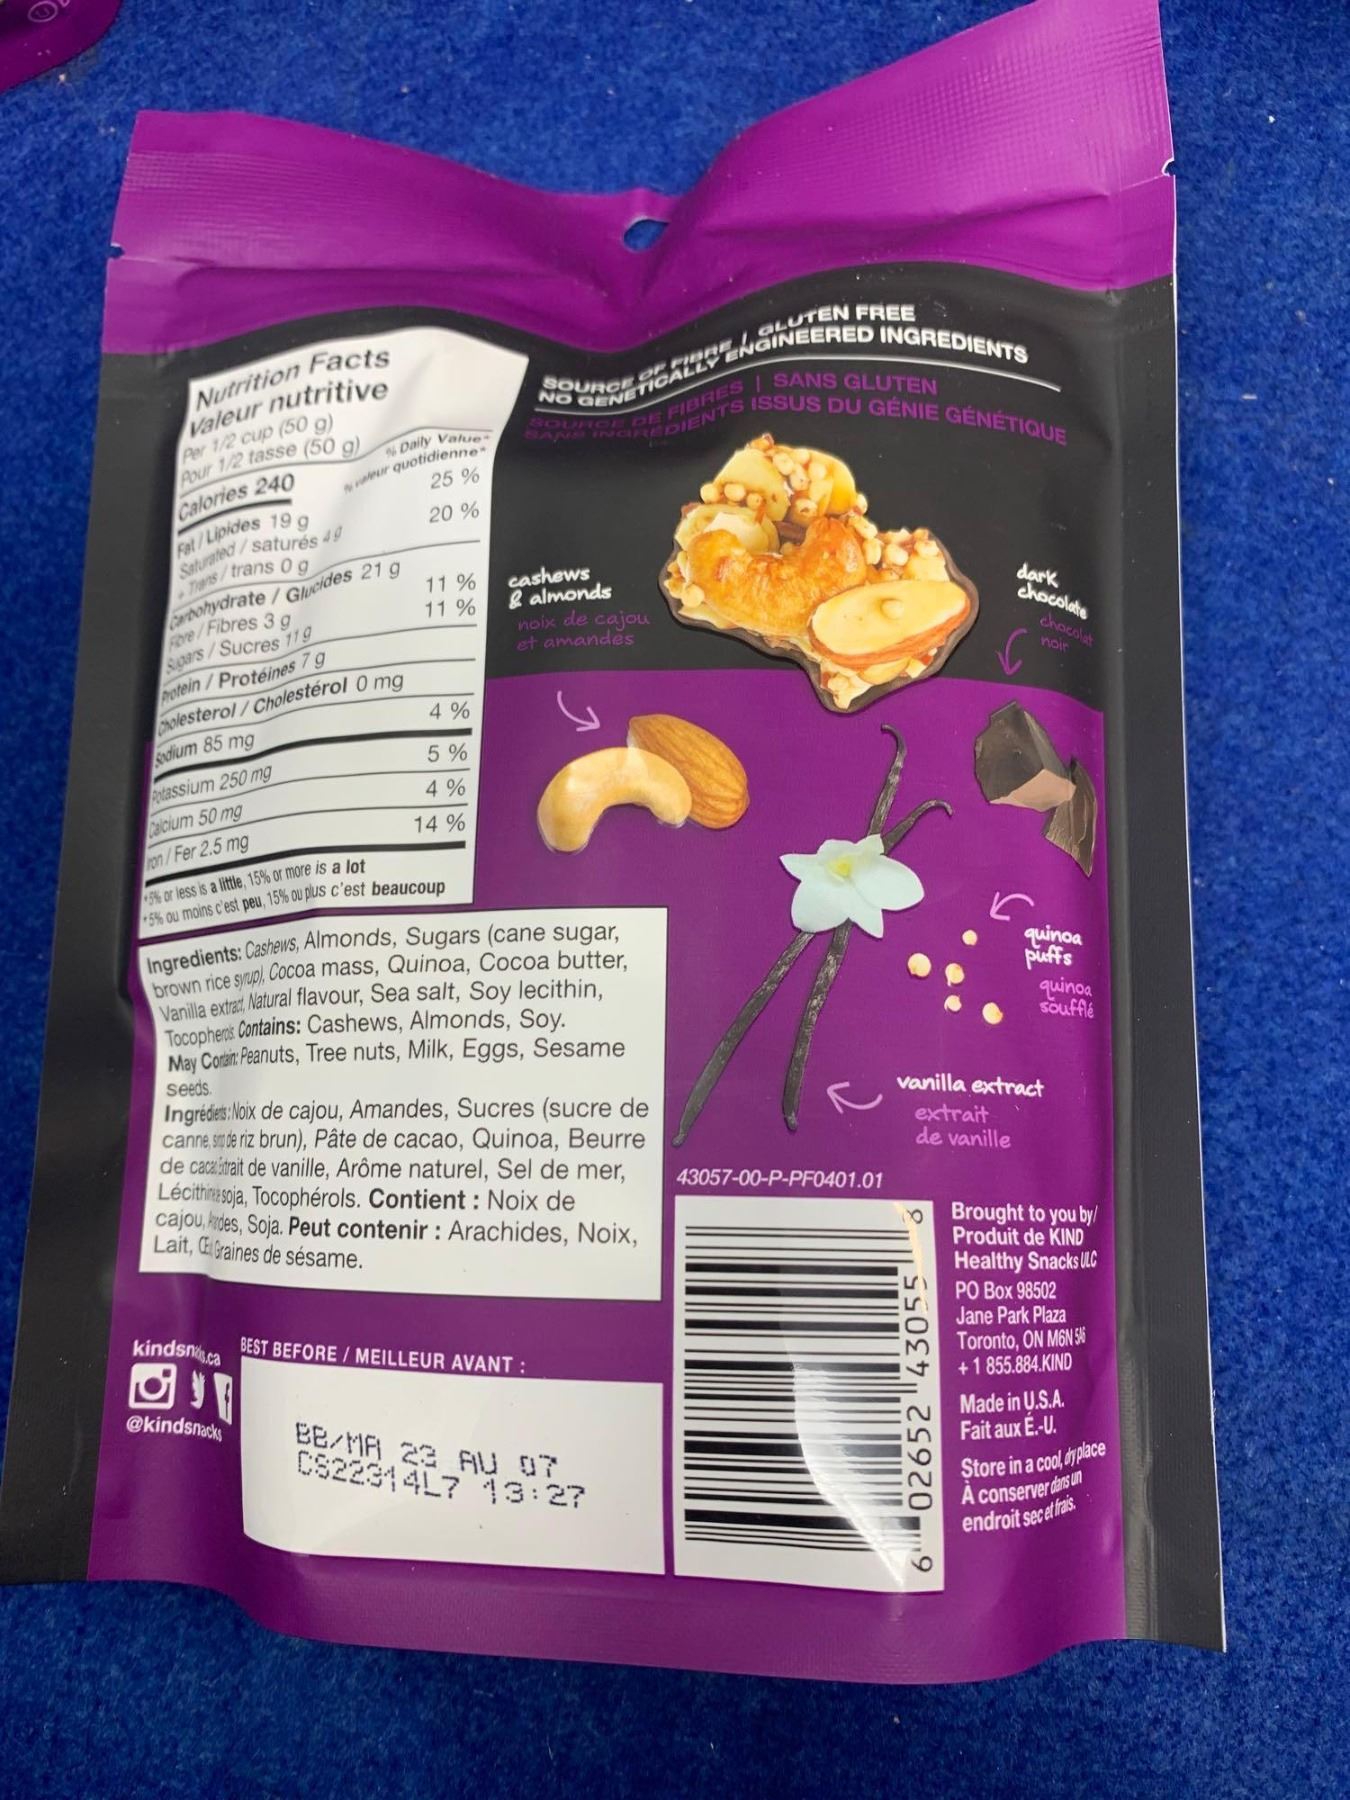 Nutrition Facts
Valeur nutritive
Per 1/2 cup (50 g)
Pour 1/2 tasse (50 g)
Calories 240
% Daily Value*
% valeur quotidienne*
Fat / Lipides 19 g 25 %
Saturated / saturés 4 g
+ Trans / trans 0 g 20 %
Carbohydrate / Glucides 21 g
Fibre / Fibres 3 g 11 %
Sugars / Sucres 11 g 11 %
Protein / Protéines 7 g
Cholesterol / Cholestérol 0 mg
Sodium 85 mg 4 %
Potassium 250 mg 5 %
Calcium 50 mg 4 %
Iron / Fer 2.5 mg 14 %
*5% or less is a little, 15% or more is a lot
*5% ou moins c'est peu, 15% ou plus c'est beaucoup
Ingredients: Cashews, Almonds, Sugars (cane sugar,
brown rice syrup), Cocoa mass, Quinoa, Cocoa butter,
Vanilla extract, Natural flavour, Sea salt, Soy lecithin,
Tocopherols. Contains: Cashews, Almonds, Soy.
May Contain: Peanuts, Tree nuts, Milk, Eggs, Sesame
seeds.
Ingrédients: Noix de cajou, Amandes, Sucres (sucre de
canne, sirop de riz brun), Pâte de cacao, Quinoa, Beurre
de cacao, Extrait de vanille, Arôme naturel, Sel de mer,
Lécithine de soja, Tocophérols. Contient : Noix de
cajou, Amandes, Soja. Peut contenir : Arachides, Noix,
Lait, Graines de sésame.
kindsnacks.ca
@kindsnacks
BEST BEFORE / MEILLEUR AVANT :
BB/MA 23 AU 07
CS22314L7 13:27
SOURCE OF FIBRE | GLUTEN FREE
NO GENETICALLY ENGINEERED INGREDIENTS
SOURCE DE FIBRES | SANS GLUTEN
SANS INGRÉDIENTS ISSUS DU GÉNIE GÉNÉTIQUE
cashews
& almonds
noix de cajou
et amandes
dark
chocolate
chocolat
noir
quinoa
puffs
quinoa
soufflé
vanilla extract
extrait
de vanille
43057-00-P-PF0401.01
6 02652 43055 8
Brought to you by/
Produit de KIND
Healthy Snacks ULC
PO Box 98502
Jane Park Plaza
Toronto, ON M6N 5A6
+ 1 855.884.KIND
Made in U.S.A.
Fait aux É.-U.
Store in a cool, dry place
À conserver dans un
endroit sec et frais.